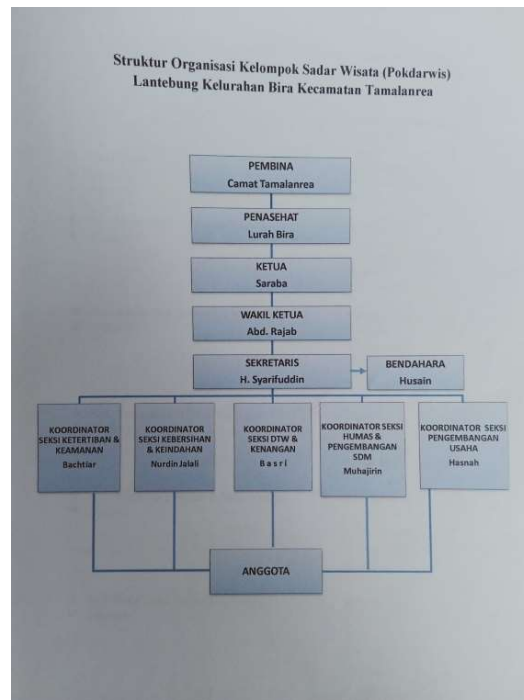 Struktur Organisasi Kelompok Sadar Wisata (Pokdarwis)
Lantebung Kelurahan Bira Kecamatan Tamalanrea
PEMBINA
Camat Tamalanrea
PENASEHAT
Lurah Bira
KETUA
Saraba
WAKIL KETUA
Abd. Rajab
SEKRETARIS
H. Syarifuddin
BENDAHARA
Husain
KOORDINATOR
SEKSI KETERTIBAN &
KEAMANAN
Bachtiar
KOORDINATOR
SEKSI KEBERSIHAN
& KEINDAHAN
Nurdin Jalali
KOORDINATOR
SEKSI DTW &
KENANGAN
B a s r i
KOORDINATOR SEKSI
HUMAS &
PENGEMBANGAN
SDM
Muhajirin
KOORDINATOR SEKSI
PENGEMBANGAN
USAHA
Hasnah
ANGGOTA